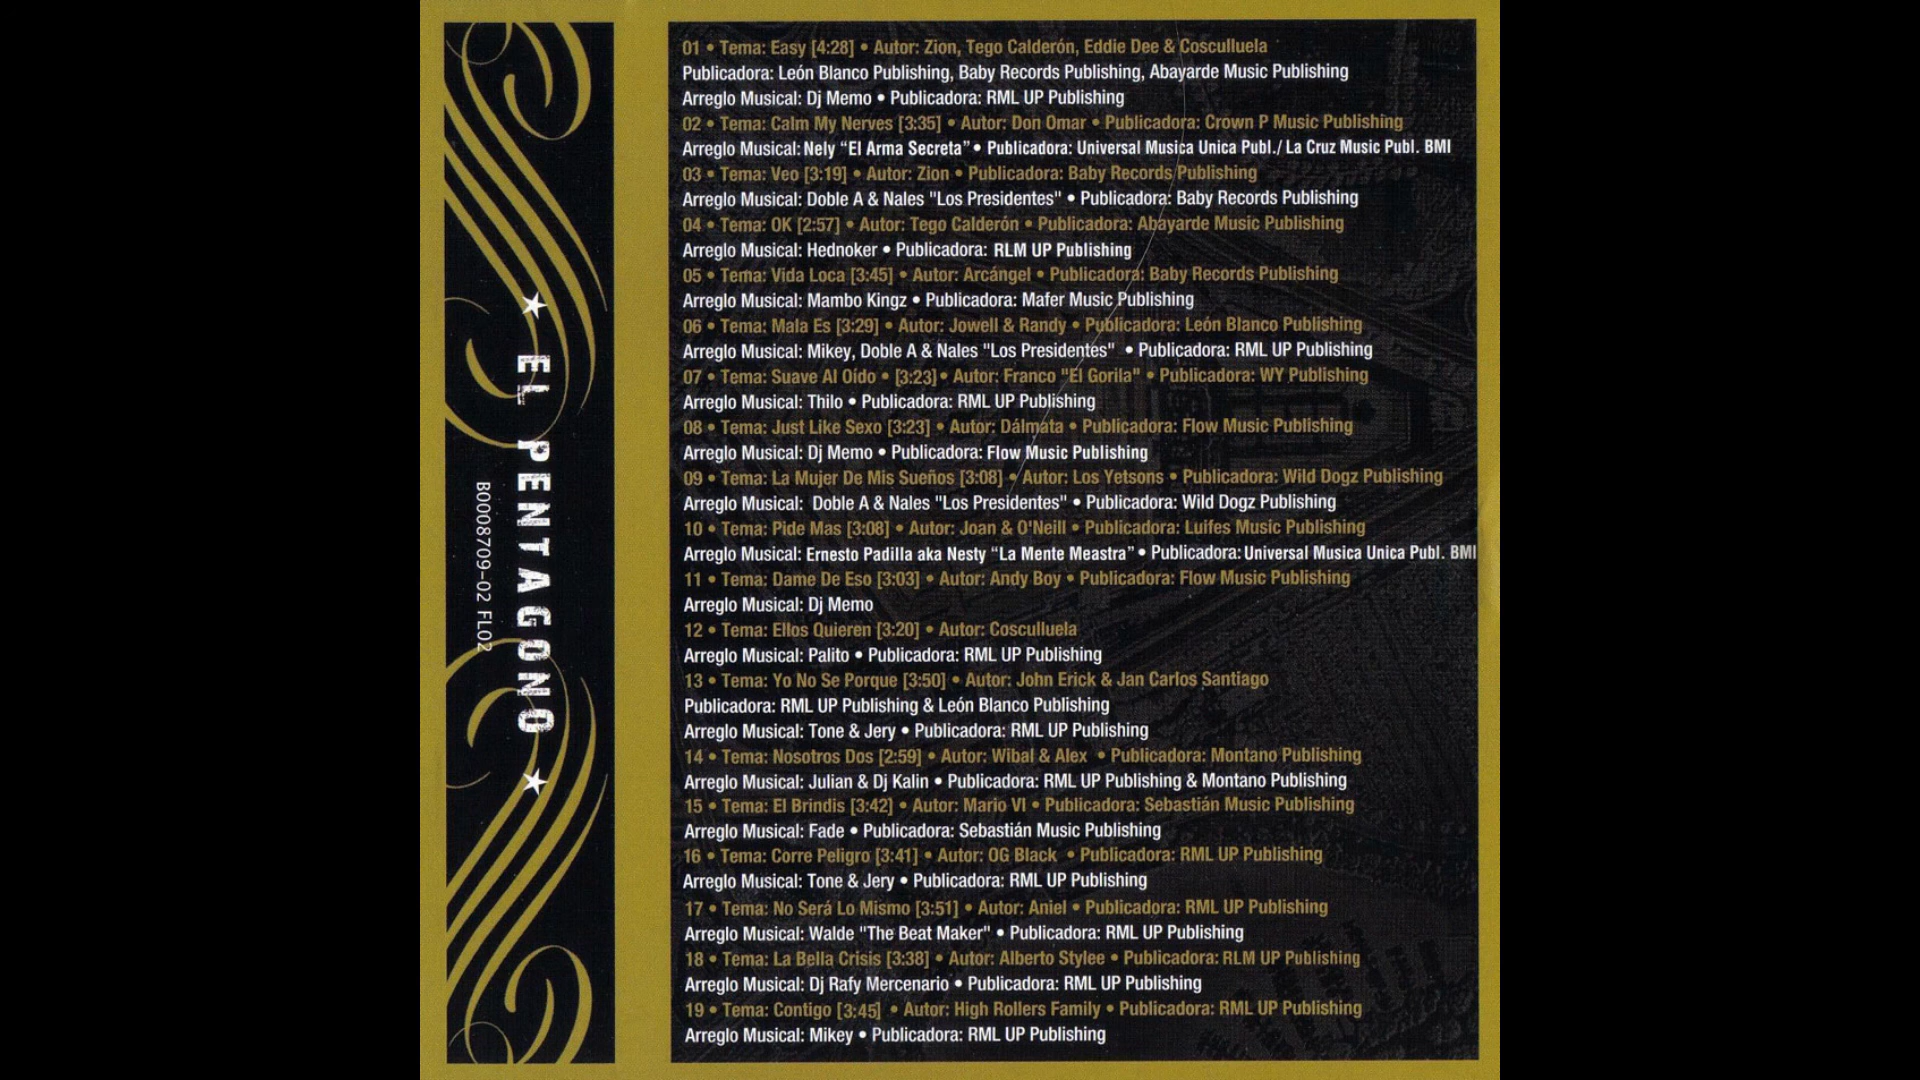 EL PENTAGONO
B0008709-02 FL02
01 • Tema: Easy [4:28] • Autor: Zion, Tego Calderón, Eddie Dee & Cosculluela
Publicadora: León Blanco Publishing, Baby Records Publishing, Abayarde Music Publishing
Arreglo Musical: Dj Memo • Publicadora: RML UP Publishing
02 • Tema: Calm My Nerves [3:35] • Autor: Don Omar • Publicadora: Crown P Music Publishing
Arreglo Musical: Nely “El Arma Secreta” • Publicadora: Universal Musica Unica Publ./ La Cruz Music Publ. BMI
03 • Tema: Veo [3:19] • Autor: Zion • Publicadora: Baby Records Publishing
Arreglo Musical: Doble A & Nales "Los Presidentes" • Publicadora: Baby Records Publishing
04 • Tema: OK [2:57] • Autor: Tego Calderón • Publicadora: Abayarde Music Publishing
Arreglo Musical: Hednoker • Publicadora: RLM UP Publishing
05 • Tema: Vida Loca [3:45] • Autor: Arcángel • Publicadora: Baby Records Publishing
Arreglo Musical: Mambo Kingz • Publicadora: Mafer Music Publishing
06 • Tema: Mala Es [3:29] • Autor: Jowell & Randy • Publicadora: León Blanco Publishing
Arreglo Musical: Mikey, Doble A & Nales "Los Presidentes" • Publicadora: RML UP Publishing
07 • Tema: Suave Al Oído • [3:23] • Autor: Franco "El Gorila" • Publicadora: WY Publishing
Arreglo Musical: Thilo • Publicadora: RML UP Publishing
08 • Tema: Just Like Sexo [3:23] • Autor: Dálmata • Publicadora: Flow Music Publishing
Arreglo Musical: Dj Memo • Publicadora: Flow Music Publishing
09 • Tema: La Mujer De Mis Sueños [3:08] • Autor: Los Yetsons • Publicadora: Wild Dogz Publishing
Arreglo Musical: Doble A & Nales "Los Presidentes" • Publicadora: Wild Dogz Publishing
10 • Tema: Pide Mas [3:08] • Autor: Joan & O'Neill • Publicadora: Luifes Music Publishing
Arreglo Musical: Ernesto Padilla aka Nesty “La Mente Meastra” • Publicadora: Universal Musica Unica Publ. BMI
11 • Tema: Dame De Eso [3:03] • Autor: Andy Boy • Publicadora: Flow Music Publishing
Arreglo Musical: Dj Memo
12 • Tema: Ellos Quieren [3:20] • Autor: Cosculluela
Arreglo Musical: Palito • Publicadora: RML UP Publishing
13 • Tema: Yo No Se Porque [3:50] • Autor: John Erick & Jan Carlos Santiago
Publicadora: RML UP Publishing & León Blanco Publishing
Arreglo Musical: Tone & Jery • Publicadora: RML UP Publishing
14 • Tema: Nosotros Dos [2:59] • Autor: Wibal & Alex • Publicadora: Montano Publishing
Arreglo Musical: Julian & Dj Kalin • Publicadora: RML UP Publishing & Montano Publishing
15 • Tema: El Brindis [3:42] • Autor: Mario VI • Publicadora: Sebastián Music Publishing
Arreglo Musical: Fade • Publicadora: Sebastián Music Publishing
16 • Tema: Corre Peligro [3:41] • Autor: OG Black • Publicadora: RML UP Publishing
Arreglo Musical: Tone & Jery • Publicadora: RML UP Publishing
17 • Tema: No Será Lo Mismo [3:51] • Autor: Aniel • Publicadora: RML UP Publishing
Arreglo Musical: Walde "The Beat Maker" • Publicadora: RML UP Publishing
18 • Tema: La Bella Crisis [3:38] • Autor: Alberto Stylee • Publicadora: RLM UP Publishing
Arreglo Musical: Dj Rafy Mercenario • Publicadora: RML UP Publishing
19 • Tema: Contigo [3:45] • Autor: High Rollers Family • Publicadora: RML UP Publishing
Arreglo Musical: Mikey • Publicadora: RML UP Publishing